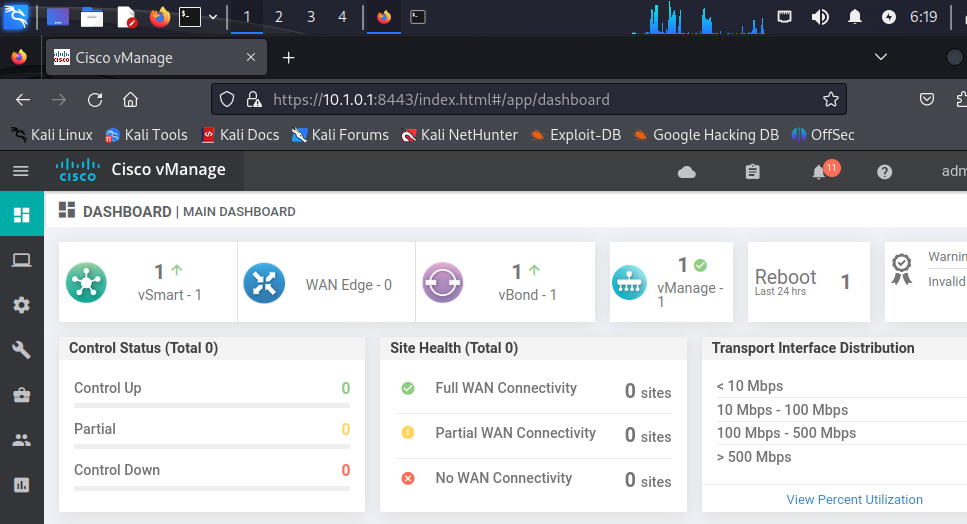 1 2 3 4 6:19
Cisco vManage
https://10.1.0.1:8443/index.html#/app/dashboard
Kali Linux Kali Tools Kali Docs Kali Forums Kali NetHunter Exploit-DB Google Hacking DB OffSec
CISCO Cisco vManage 11 adm
DASHBOARD | MAIN DASHBOARD
1
vSmart - 1
WAN Edge - 0
1
vBond - 1
1
vManage -
1
Reboot 1
Last 24 hrs
Warnin
Invalid
Control Status (Total 0)
Control Up 0
Partial 0
Control Down 0
Site Health (Total 0)
Full WAN Connectivity 0 sites
Partial WAN Connectivity 0 sites
No WAN Connectivity 0 sites
Transport Interface Distribution
< 10 Mbps
10 Mbps - 100 Mbps
100 Mbps - 500 Mbps
> 500 Mbps
View Percent Utilization